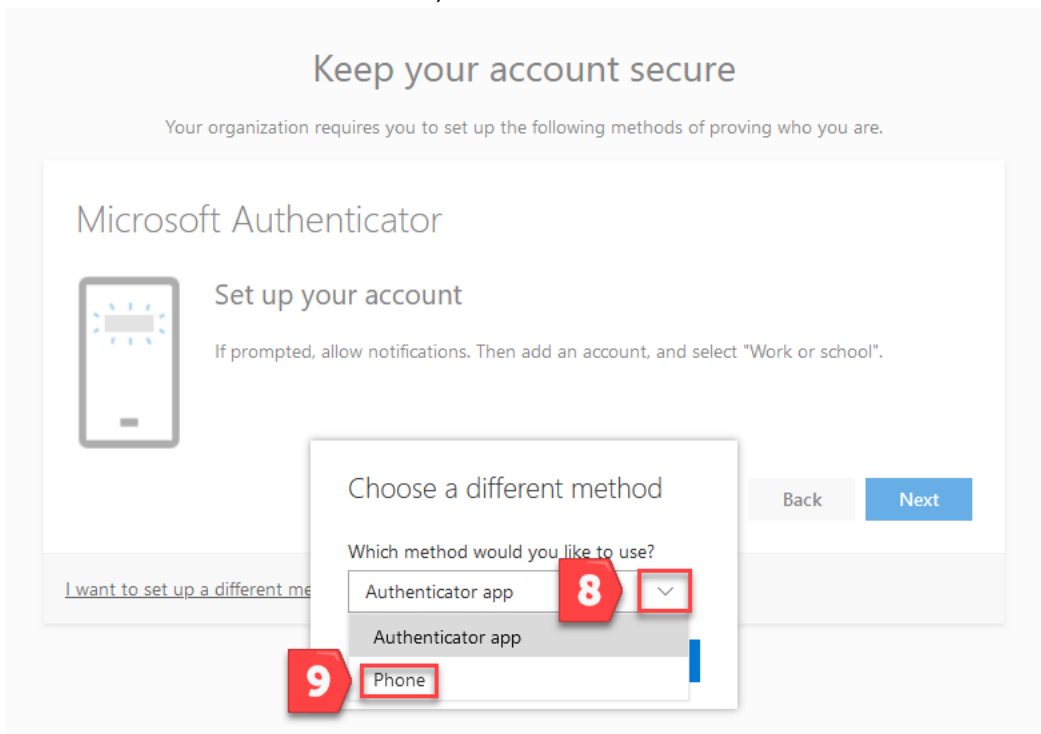 Keep your account secure
Your organization requires you to set up the following methods of proving who you are.
Microsoft Authenticator
Set up your account
If prompted, allow notifications. Then add an account, and select "Work or school".
Choose a different method
Back
Next
Which method would you like to use?
I want to set up a different me
Authenticator app
8
Authenticator app
9
Phone